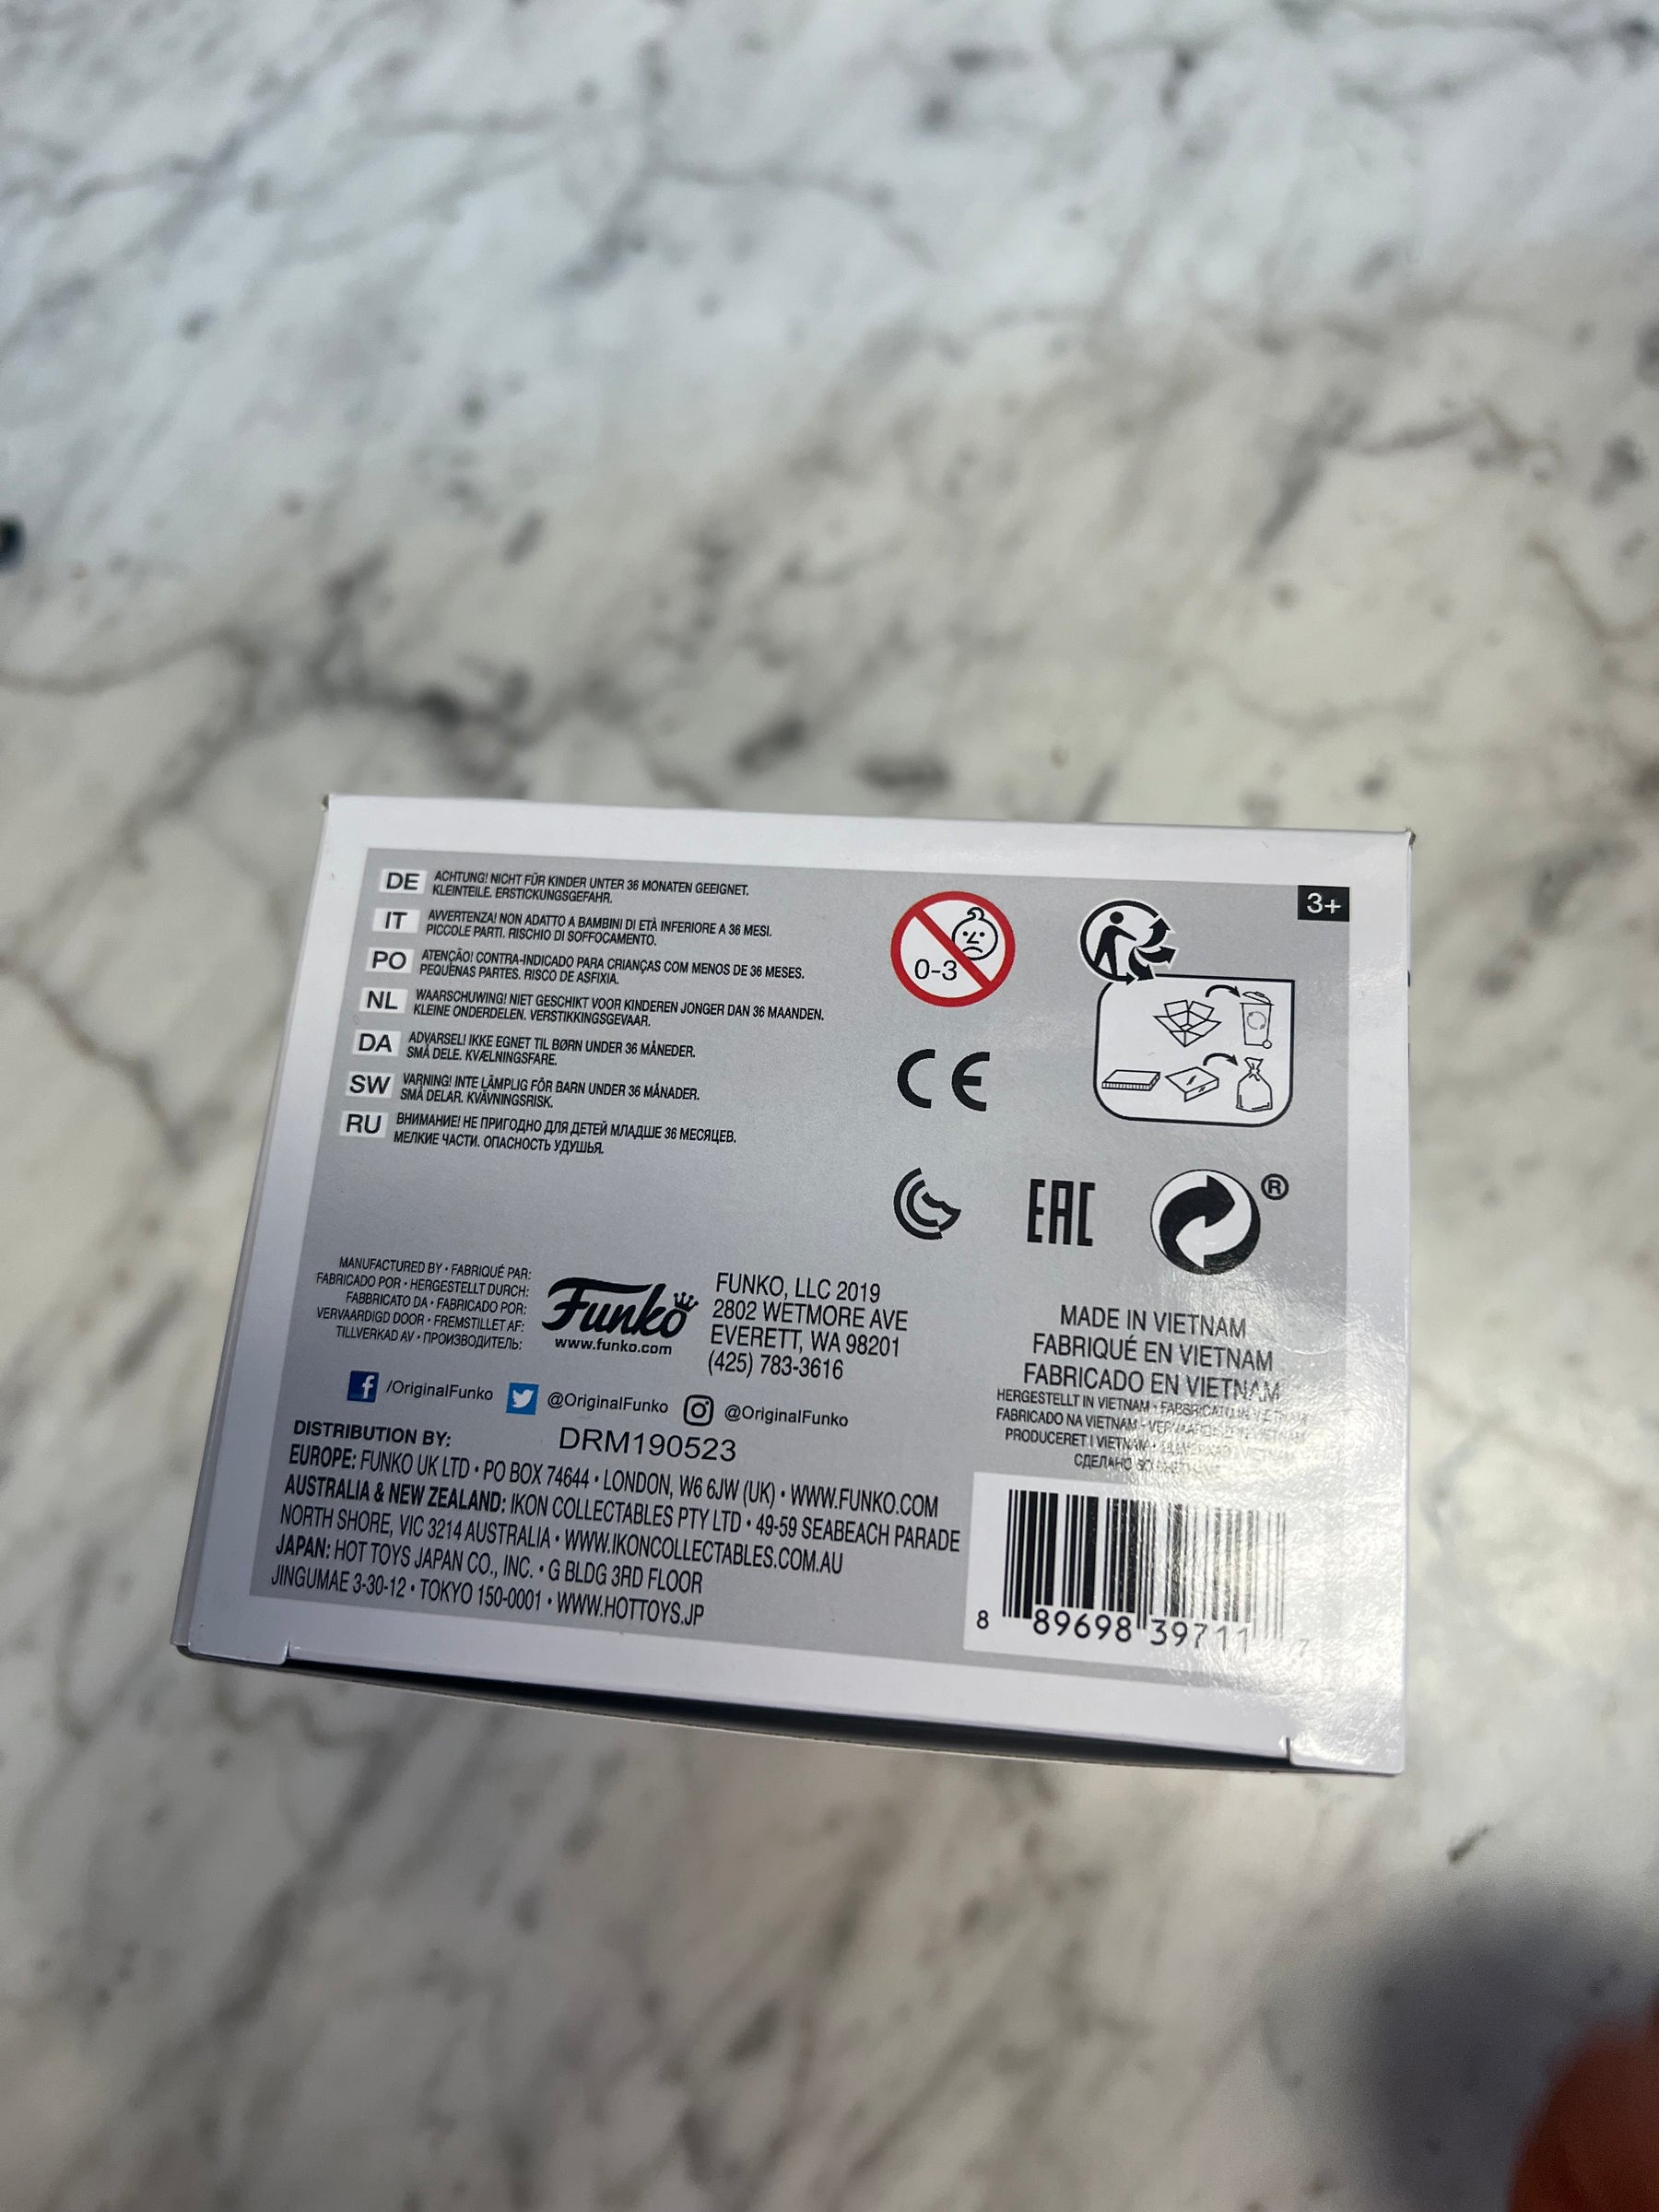 DE ACHTUNG! NICHT FÜR KINDER UNTER 36 MONATEN GEEIGNET.
KLEINTEILE. ERSTICKUNGSGEFAHR.
IT AVVERTENZA! NON ADATTO A BAMBINI DI ETÀ INFERIORE A 36 MESI.
PICCOLE PARTI. RISCHIO DI SOFFOCAMENTO.
PO ATENÇÃO! CONTRA-INDICADO PARA CRIANÇAS COM MENOS DE 36 MESES.
PEQUENAS PARTES. RISCO DE ASFIXIA.
NL WAARSCHUWING! NIET GESCHIKT VOOR KINDEREN JONGER DAN 36 MAANDEN.
KLEINE ONDERDELEN. VERSTIKKINGSGEVAAR.
DA ADVARSEL! IKKE EGNET TIL BØRN UNDER 36 MÅNEDER.
SMÅ DELE. KVÆLNINGSFARE.
SW VARNING! INTE LÄMPLIG FÖR BARN UNDER 36 MÅNADER.
SMÅ DELAR. KVÄVNINGSRISK.
RU ВНИМАНИЕ! НЕ ПРИГОДНО ДЛЯ ДЕТЕЙ МЛАДШЕ 36 МЕСЯЦЕВ.
МЕЛКИЕ ЧАСТИ. ОПАСНОСТЬ УДУШЬЯ.
0-3
3+
CE
EAC
®
MANUFACTURED BY • FABRIQUÉ PAR:
FABRICADO POR • HERGESTELLT DURCH:
FABBRICATO DA • FABRICADO POR:
VERVAARDIGD DOOR • FREMSTILLET AF:
TILLVERKAD AV • ПРОИЗВОДИТЕЛЬ:
Funko
www.funko.com
FUNKO, LLC 2019
2802 WETMORE AVE
EVERETT, WA 98201
(425) 783-3616
/OriginalFunko @OriginalFunko @OriginalFunko
DISTRIBUTION BY: DRM190523
EUROPE: FUNKO UK LTD • PO BOX 74644 • LONDON, W6 6JW (UK) • WWW.FUNKO.COM
AUSTRALIA & NEW ZEALAND: IKON COLLECTABLES PTY LTD • 49-59 SEABEACH PARADE
NORTH SHORE, VIC 3214 AUSTRALIA • WWW.IKONCOLLECTABLES.COM.AU
JAPAN: HOT TOYS JAPAN CO., INC. • G BLDG 3RD FLOOR
JINGUMAE 3-30-12 • TOKYO 150-0001 • WWW.HOTTOYS.JP
MADE IN VIETNAM
FABRIQUÉ EN VIETNAM
FABRICADO EN VIETNAM
HERGESTELLT IN VIETNAM •
FABRICADO NA VIETNAM •
PRODUCERET I VIETNAM •
СДЕЛАНО
8 89698 39711 7